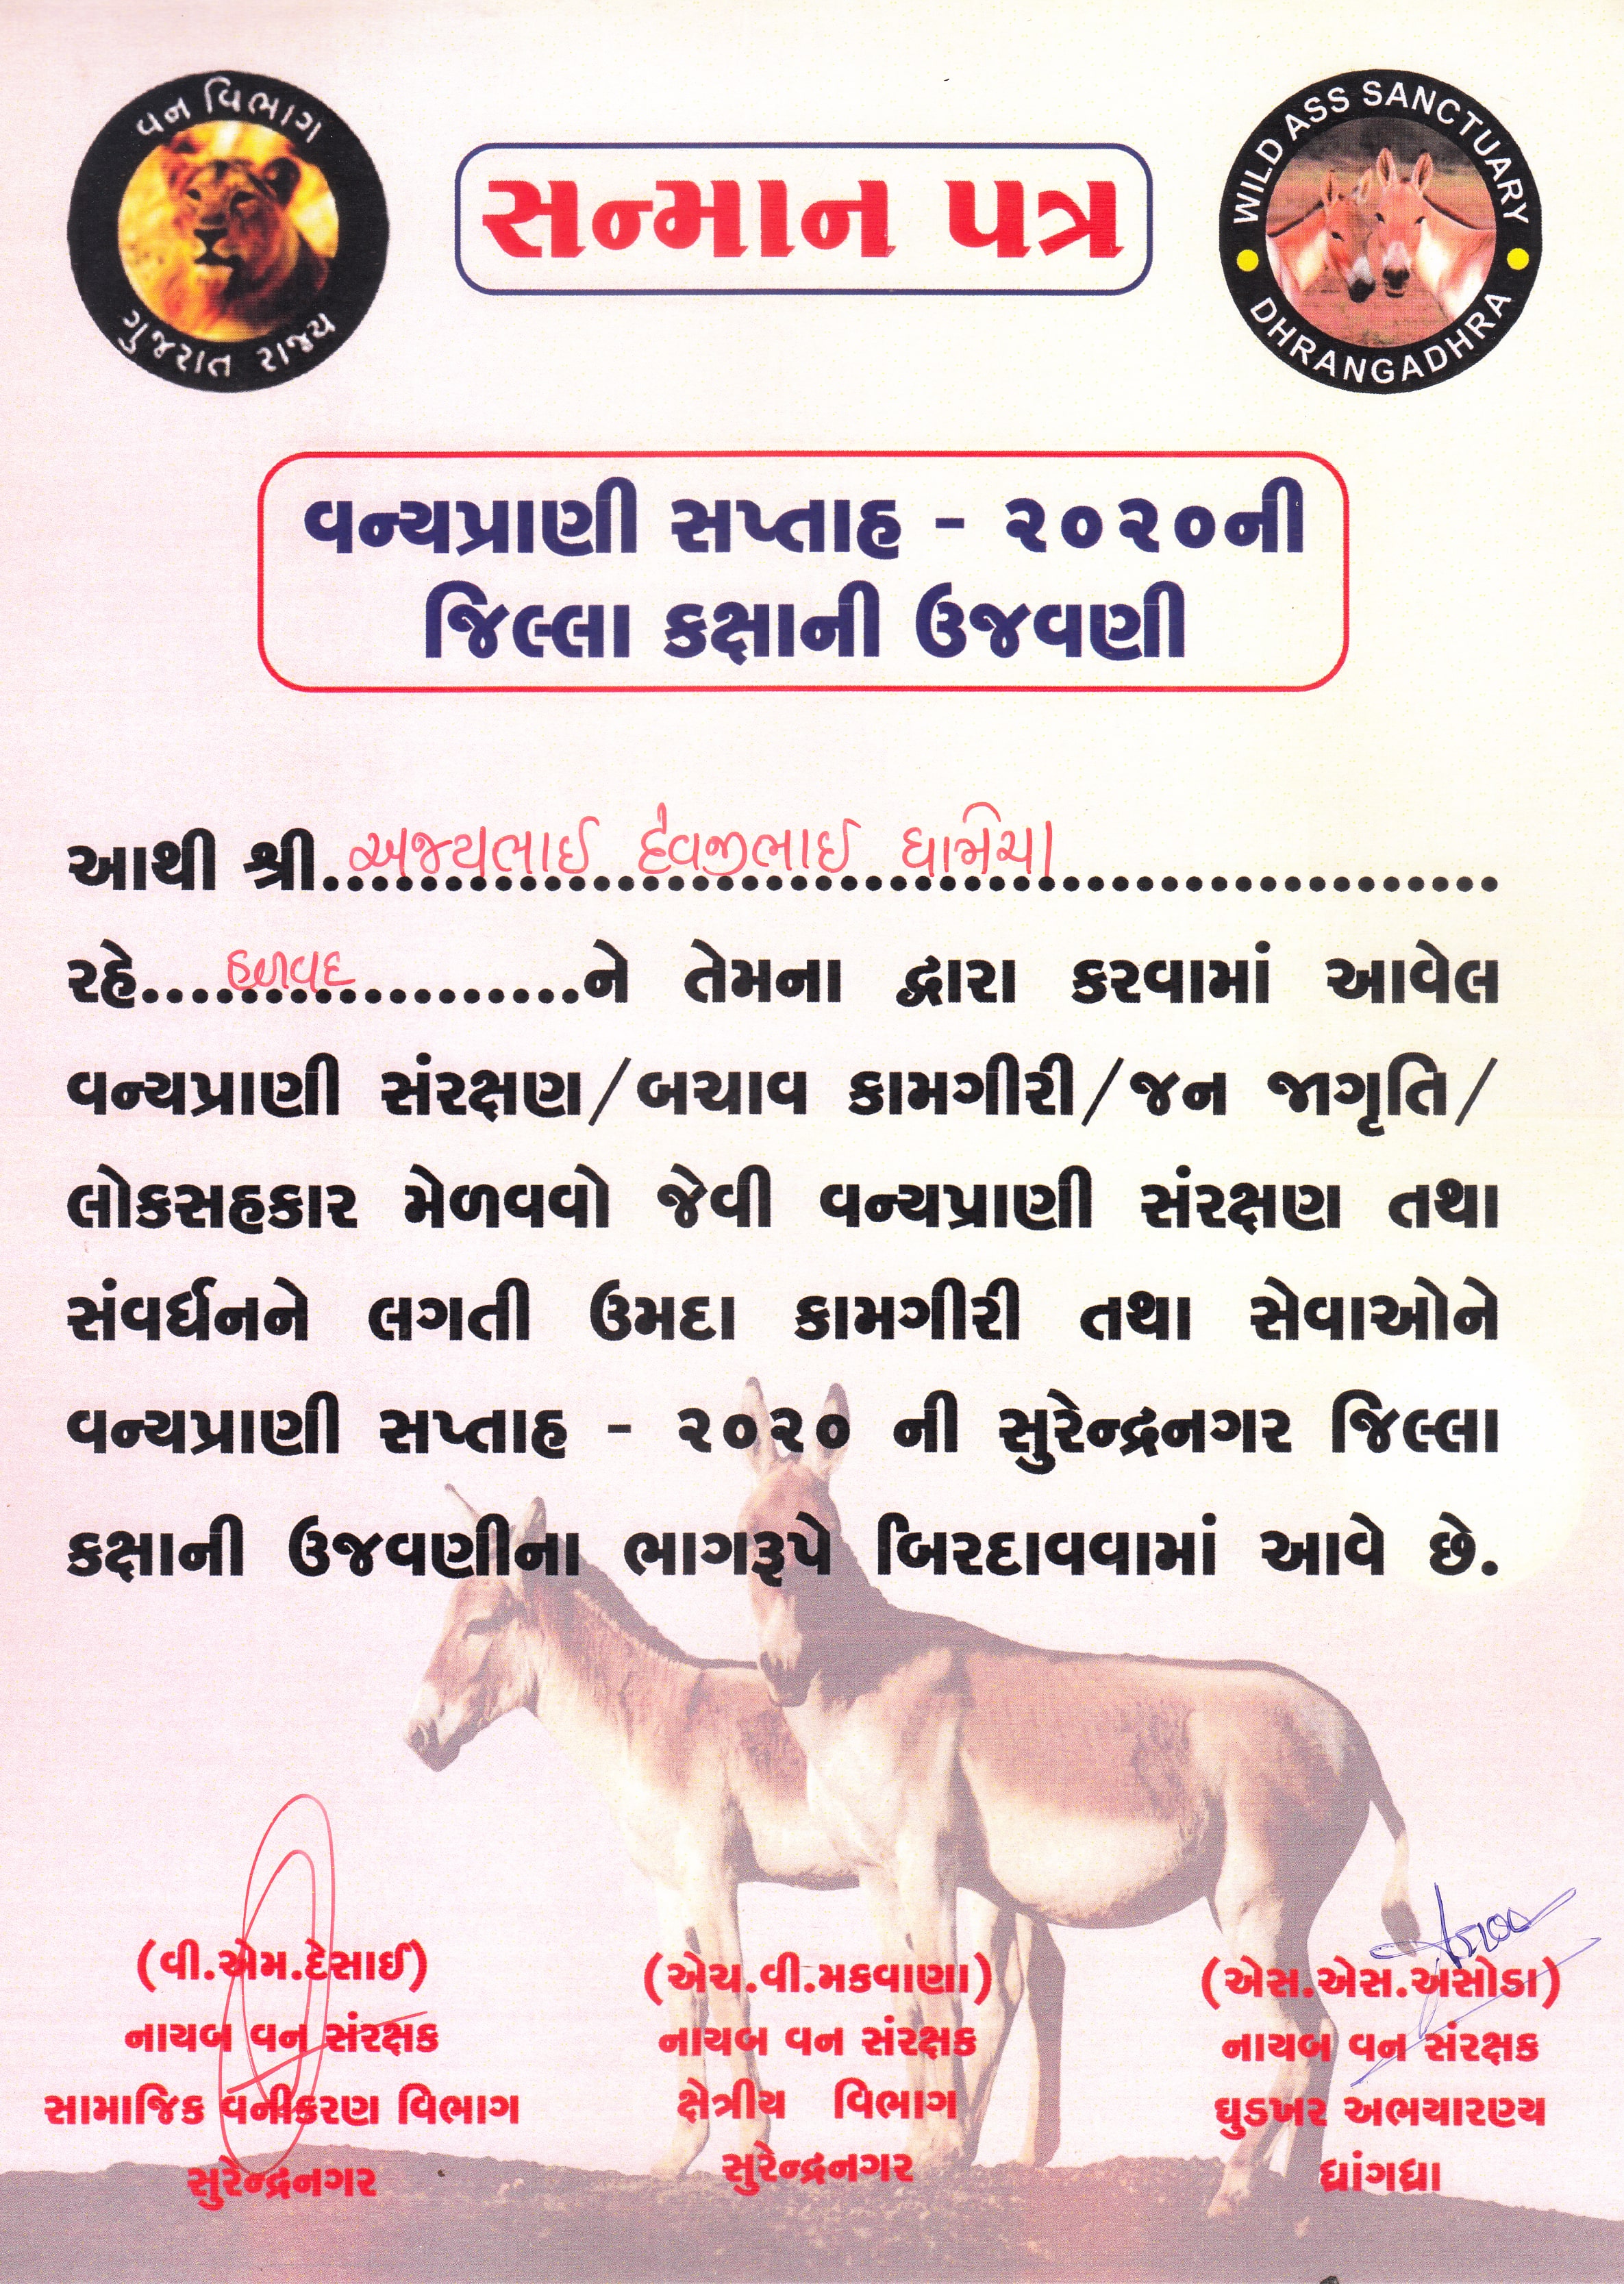 વન વિભાગ
ગુજરાત રાજ્ય
સન્માન પત્ર
WILD ASS SANCTUARY
DHRANGADHRA
વન્યપ્રાણી સપ્તાહ - ૨૦૨૦ની
જિલ્લા કક્ષાની ઉજવણી
આથી શ્રી અજયભાઈ દેવજીભાઈ ધામેચા
રહે. હળવદ ને તેમના દ્વારા કરવામાં આવેલ
વન્યપ્રાણી સંરક્ષણ/બચાવ કામગીરી/જન જાગૃતિ/
લોકસહકાર મેળવવો જેવી વન્યપ્રાણી સંરક્ષણ તથા
સંવર્ધનને લગતી ઉમદા કામગીરી તથા સેવાઓને
વન્યપ્રાણી સપ્તાહ - ૨૦૨૦ ની સુરેન્દ્રનગર જિલ્લા
કક્ષાની ઉજવણીના ભાગરૂપે બિરદાવવામાં આવે છે.
(વી.એમ.દેસાઈ)
નાયબ વન સંરક્ષક
સામાજિક વનીકરણ વિભાગ
સુરેન્દ્રનગર
(એચ.વી.મકવાણા)
નાયબ વન સંરક્ષક
ક્ષેત્રીય વિભાગ
સુરેન્દ્રનગર
(એસ.એસ.અસોડા)
નાયબ વન સંરક્ષક
ઘુડખર અભયારણ્ય
ધ્રાંગધ્રા